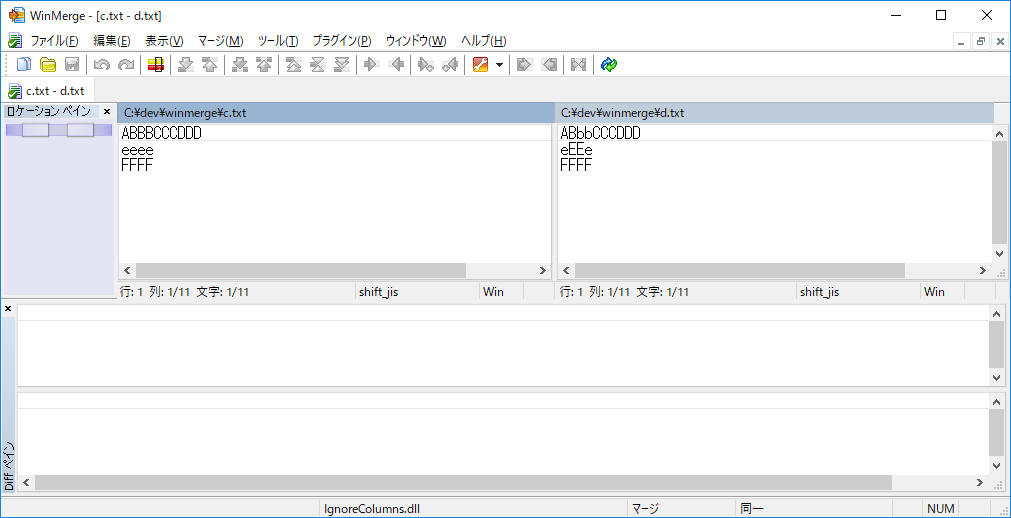 WinMerge - [c.txt - d.txt]
ファイル(F) 編集(E) 表示(V) マージ(M) ツール(T) プラグイン(P) ウィンドウ(W) ヘルプ(H)
c.txt - d.txt
ロケーション ペイン
C:¥dev¥winmerge¥c.txt
C:¥dev¥winmerge¥d.txt
ABBBCCCDDD
eeee
FFFF
ABbbCCCDDD
eEEe
FFFF
行: 1 列: 1/11 文字: 1/11 shift_jis Win
行: 1 列: 1/11 文字: 1/11 shift_jis Win
Diff ペイン
IgnoreColumns.dll マージ 同一 NUM